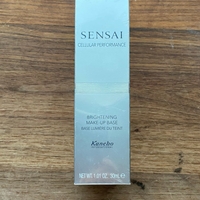 SENSAI
CELLULAR PERFORMANCE
BRIGHTENING
MAKE-UP BASE
BASE LUMIÈRE DU TEINT
Kanebo
NET WT. 1.0 OZ. 30mL